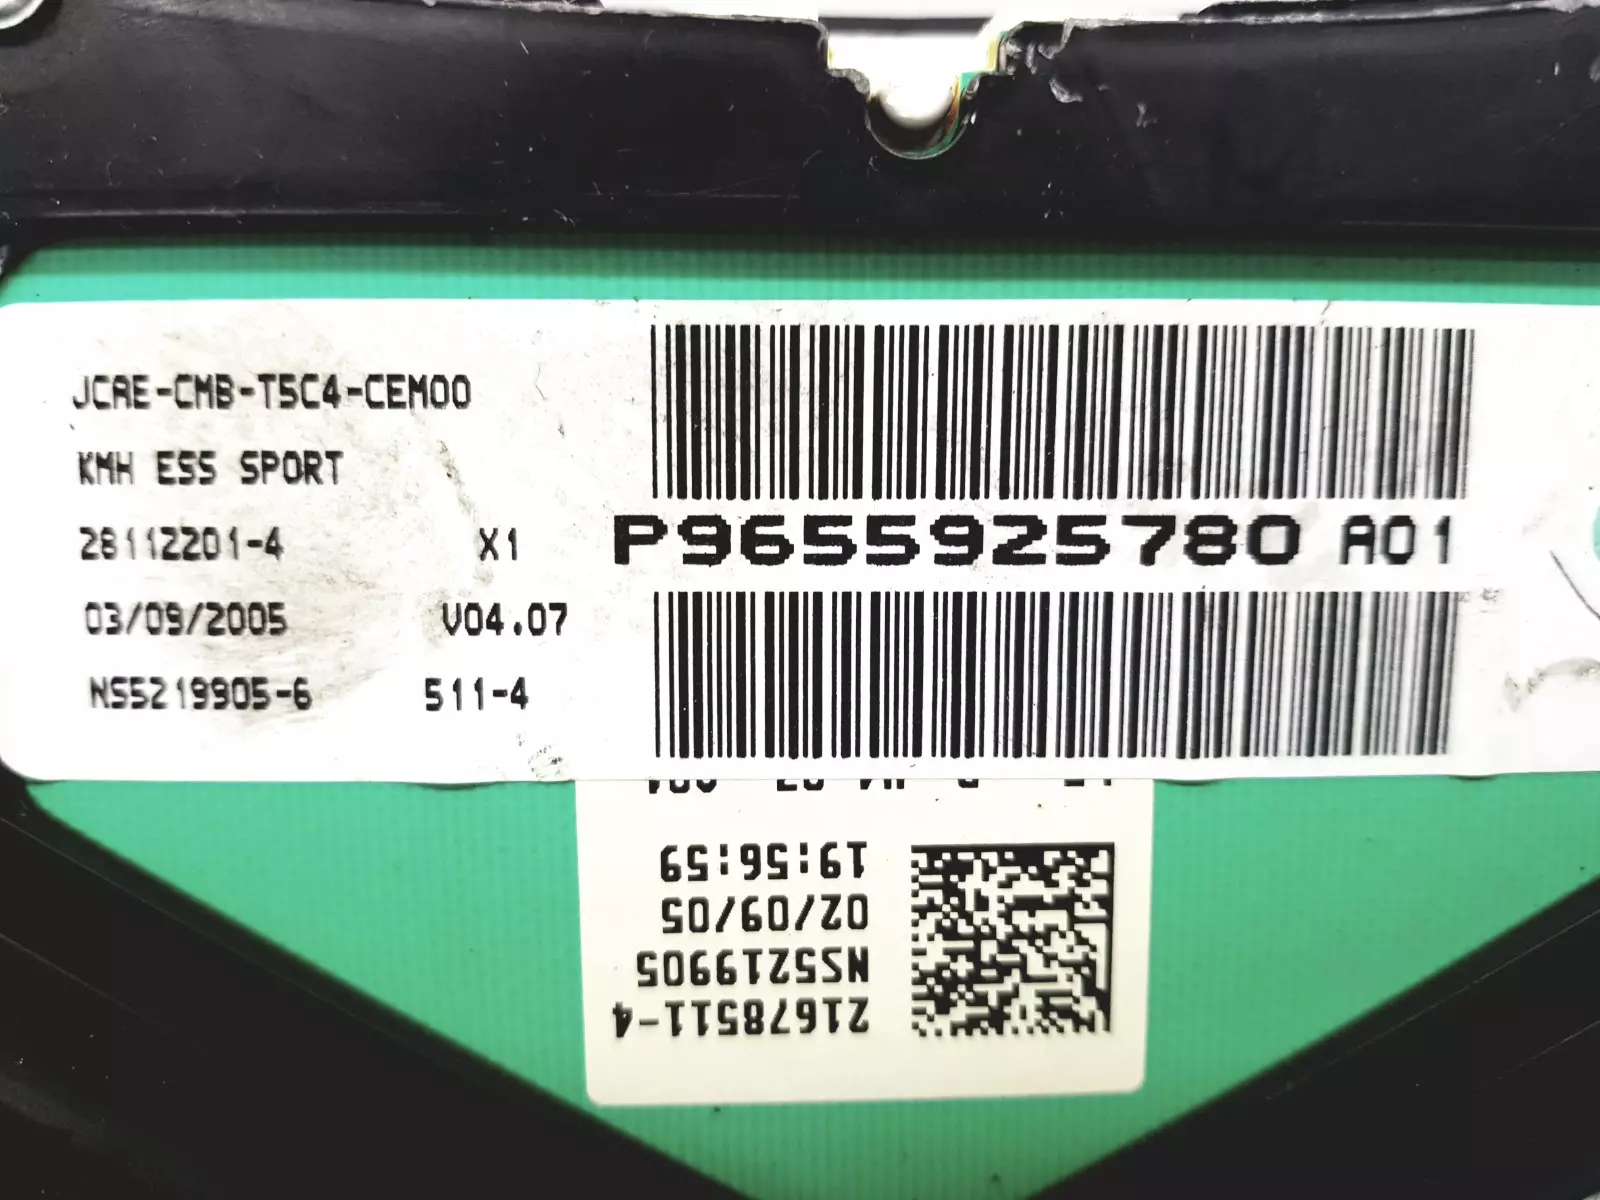 JCAE-CMB-T5C4-CEM00
KMH ESS SPORT
28112201-4 X1
P9655925780 A01
03/09/2005 V04.07
NS5219905-6 511-4
21678511-4
NS5219905
02/09/05
19:56:59